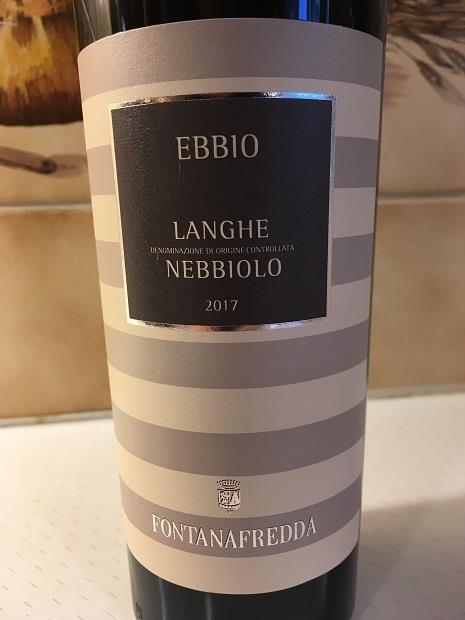 EBBIO
LANGHE
DENOMINAZIONE DI ORIGINE CONTROLLATA
NEBBIOLO
2017
FONTANAFREDDA